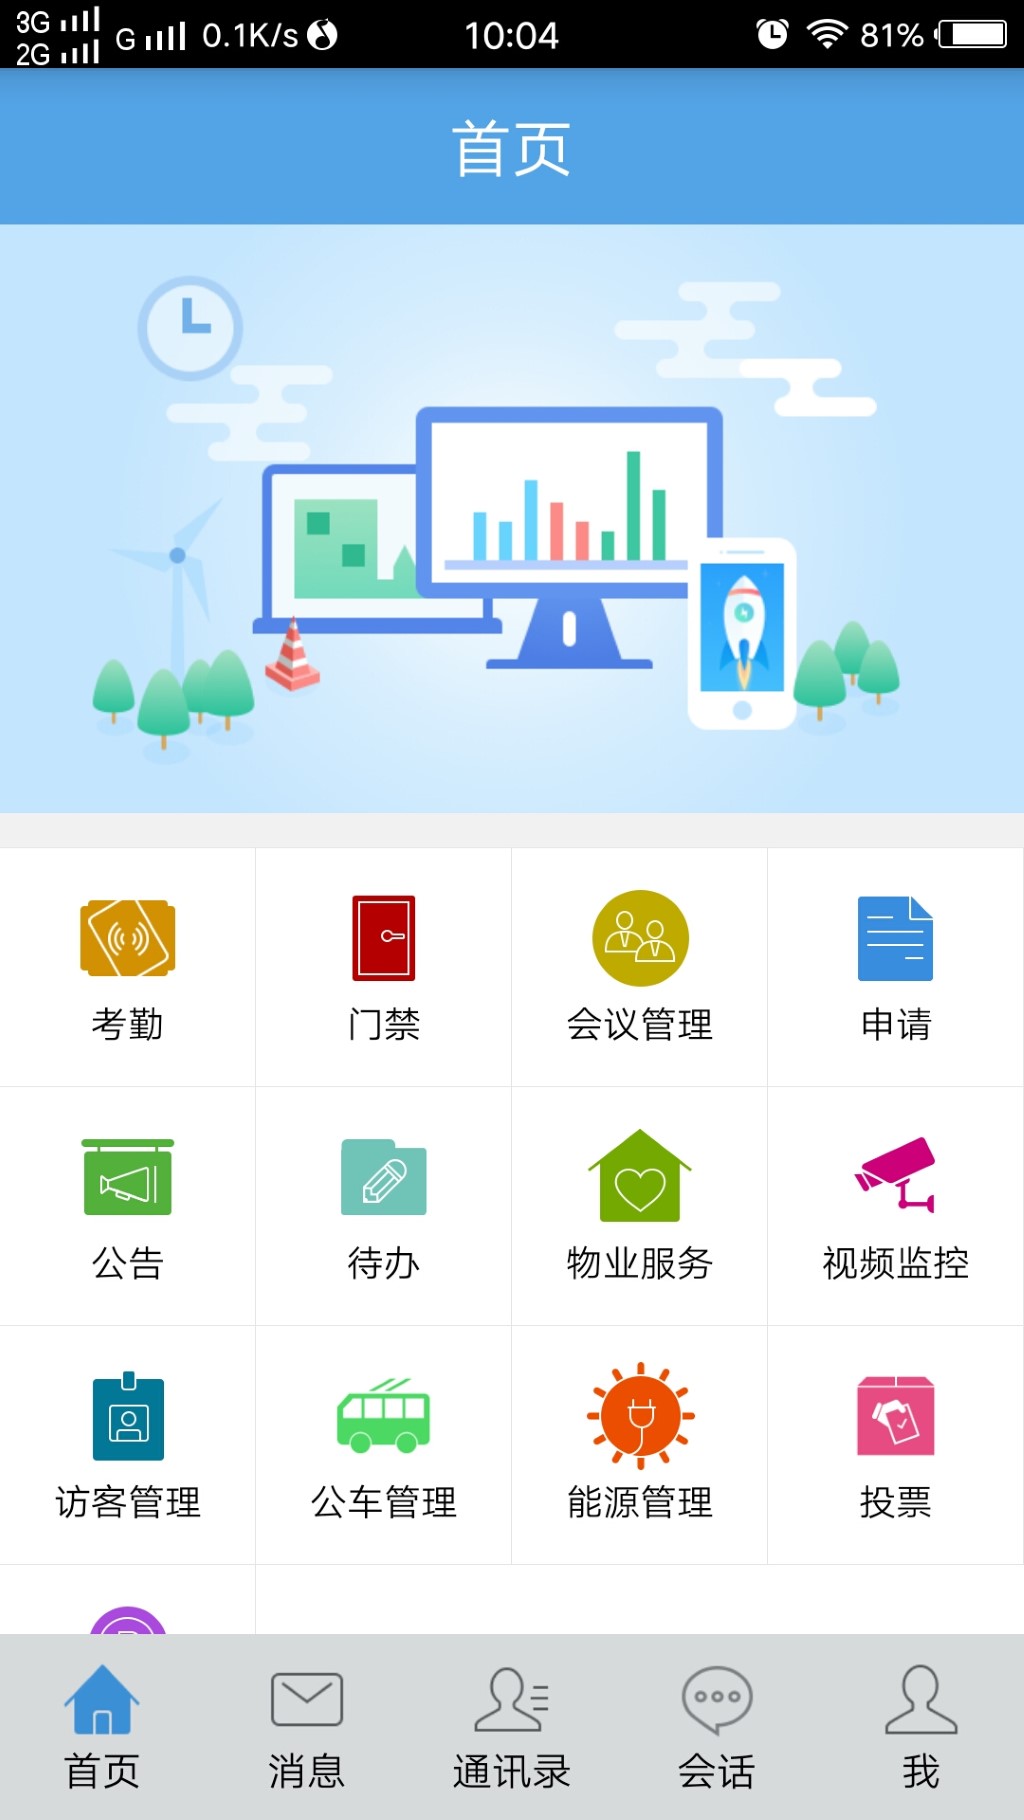 3G
2G
G
0.1K/s
10:04
81%
首页
考勤
门禁
会议管理
申请
公告
待办
物业服务
视频监控
访客管理
公车管理
能源管理
投票
首页
消息
通讯录
会话
我